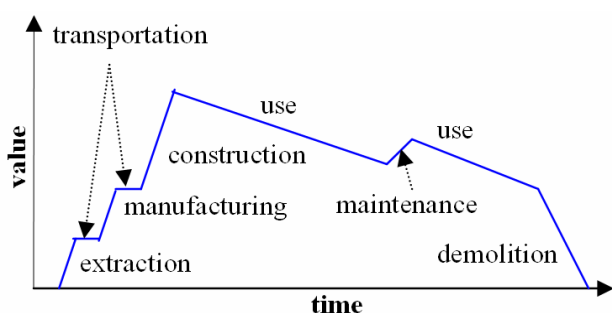 transportation
use
use
value
construction
manufacturing
maintenance
extraction
demolition
time